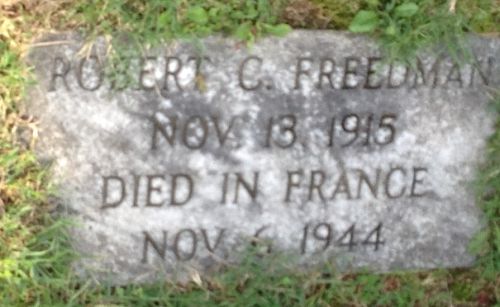 ROBERT C. FREEDMAN
NOV. 13, 1915
DIED IN FRANCE
NOV. 6, 1944